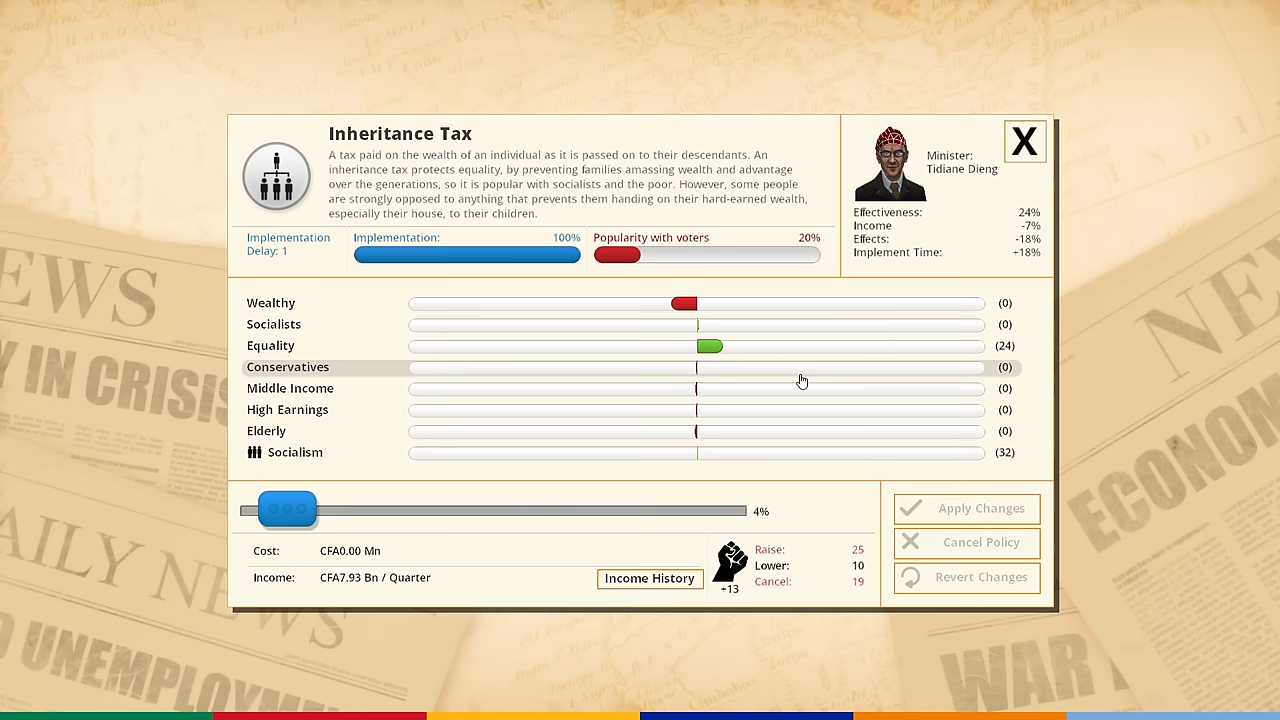 Inheritance Tax
A tax paid on the wealth of an individual as it is passed on to their descendants. An
inheritance tax protects equality, by preventing families amassing wealth and advantage
over the generations, so it is popular with socialists and the poor. However, some people
are strongly opposed to anything that prevents them handing on their hard-earned wealth,
especially their house, to their children.
X
Minister:
Tidiane Dieng
Effectiveness: 24%
Income -7%
Effects: -18%
Implement Time: +18%
Implementation
Delay: 1
Implementation: 100%
Popularity with voters 20%
Wealthy (0)
Socialists (0)
Equality (24)
Conservatives (0)
Middle Income (0)
High Earnings (0)
Elderly (0)
Socialism (32)
4%
Cost: CFA0.00 Mn
Income: CFA7.93 Bn / Quarter
Income History
+13
Raise: 25
Lower: 10
Cancel: 19
Apply Changes
Cancel Policy
Revert Changes
EWS
Y IN CRISIS
DAILY NEWS
UNEMPLOYM
NE
ECONOM
WAR